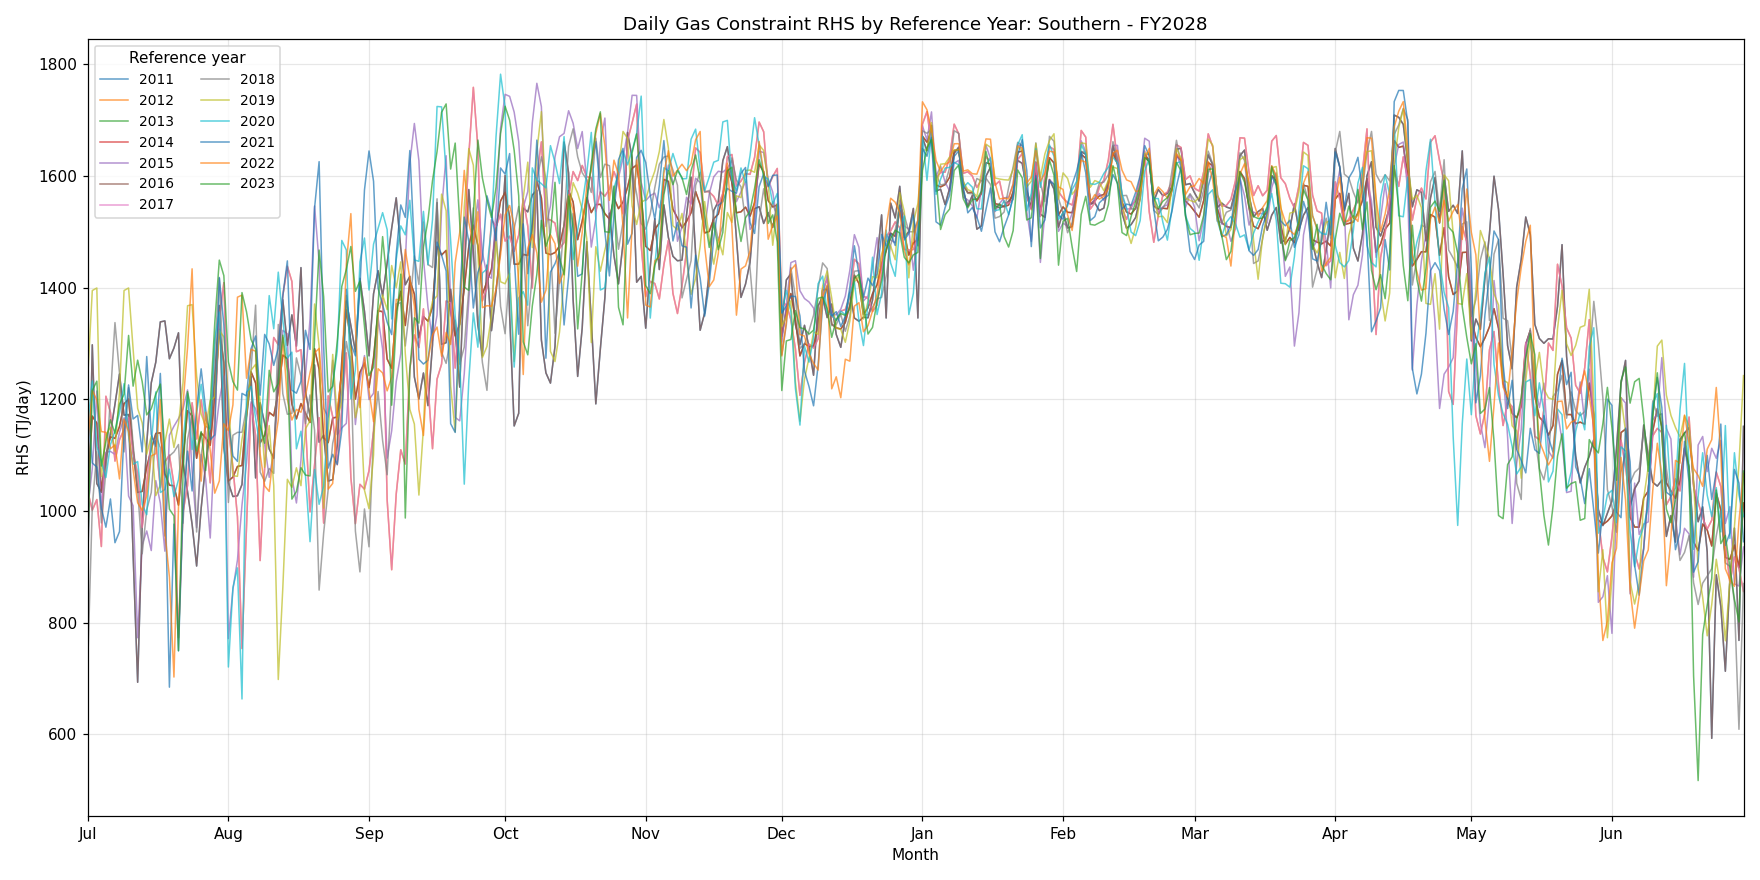 Daily Gas Constraint RHS by Reference Year: Southern - FY2028
Reference year
2011 2018
2012 2019
2013 2020
2014 2021
2015 2022
2016 2023
2017
RHS (TJ/day)
1800
1600
1400
1200
1000
800
600
Jul Aug Sep Oct Nov Dec Jan Feb Mar Apr May Jun
Month